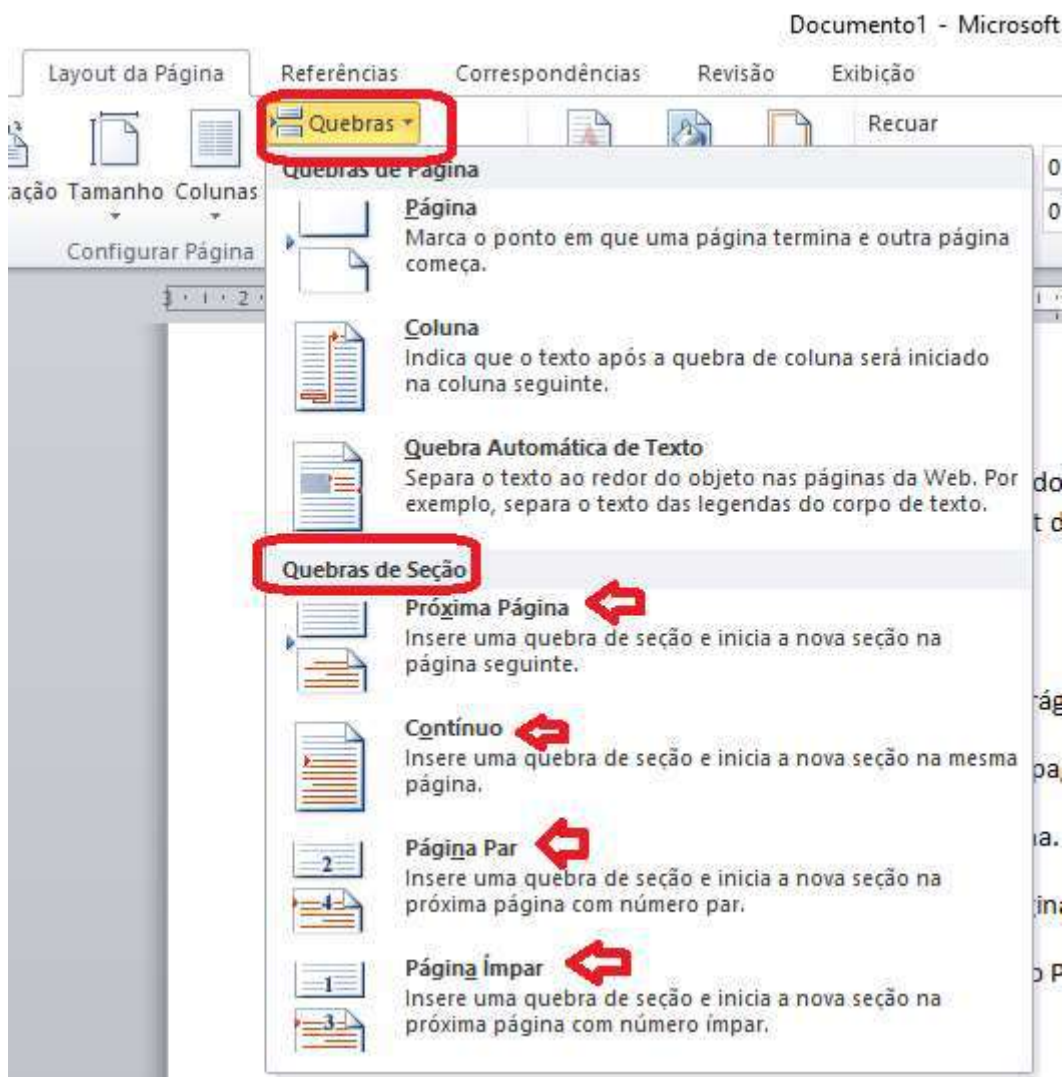 Documento1 - Microsoft
Layout da Página Referências Correspondências Revisão Exibição
Quebras
Recuar
Tamanho Colunas
Configurar Página
Quebras de Página
Página
Marca o ponto em que uma página termina e outra página
começa.
Coluna
Indica que o texto após a quebra de coluna será iniciado
na coluna seguinte.
Quebra Automática de Texto
Separa o texto ao redor do objeto nas páginas da Web. Por
exemplo, separa o texto das legendas do corpo de texto.
Quebras de Seção
Próxima Página
Insere uma quebra de seção e inicia a nova seção na
página seguinte.
Contínuo
Insere uma quebra de seção e inicia a nova seção na mesma
página.
Página Par
Insere uma quebra de seção e inicia a nova seção na
próxima página com número par.
Página Ímpar
Insere uma quebra de seção e inicia a nova seção na
próxima página com número ímpar.